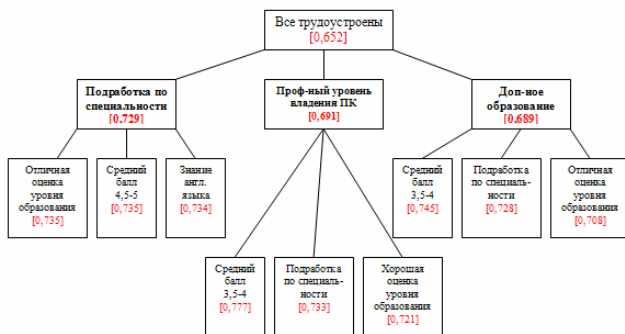 Все трудоустроены
[0,652]
Подработка по
специальности
[0,729]
Проф-ный уровень
владения ПК
[0,691]
Доп-ное
образование
[0,689]
Отличная
оценка
уровня
образования
[0,735]
Средний
балл
4,5-5
[0,735]
Знание
англ.
языка
[0,734]
Средний
балл
3,5-4
[0,745]
Подработка
по специаль-
ности
[0,728]
Отличная
оценка
уровня
образования
[0,708]
Средний
балл
3,5-4
[0,777]
Подработка
по специаль-
ности
[0,733]
Хорошая
оценка
уровня
образования
[0,721]